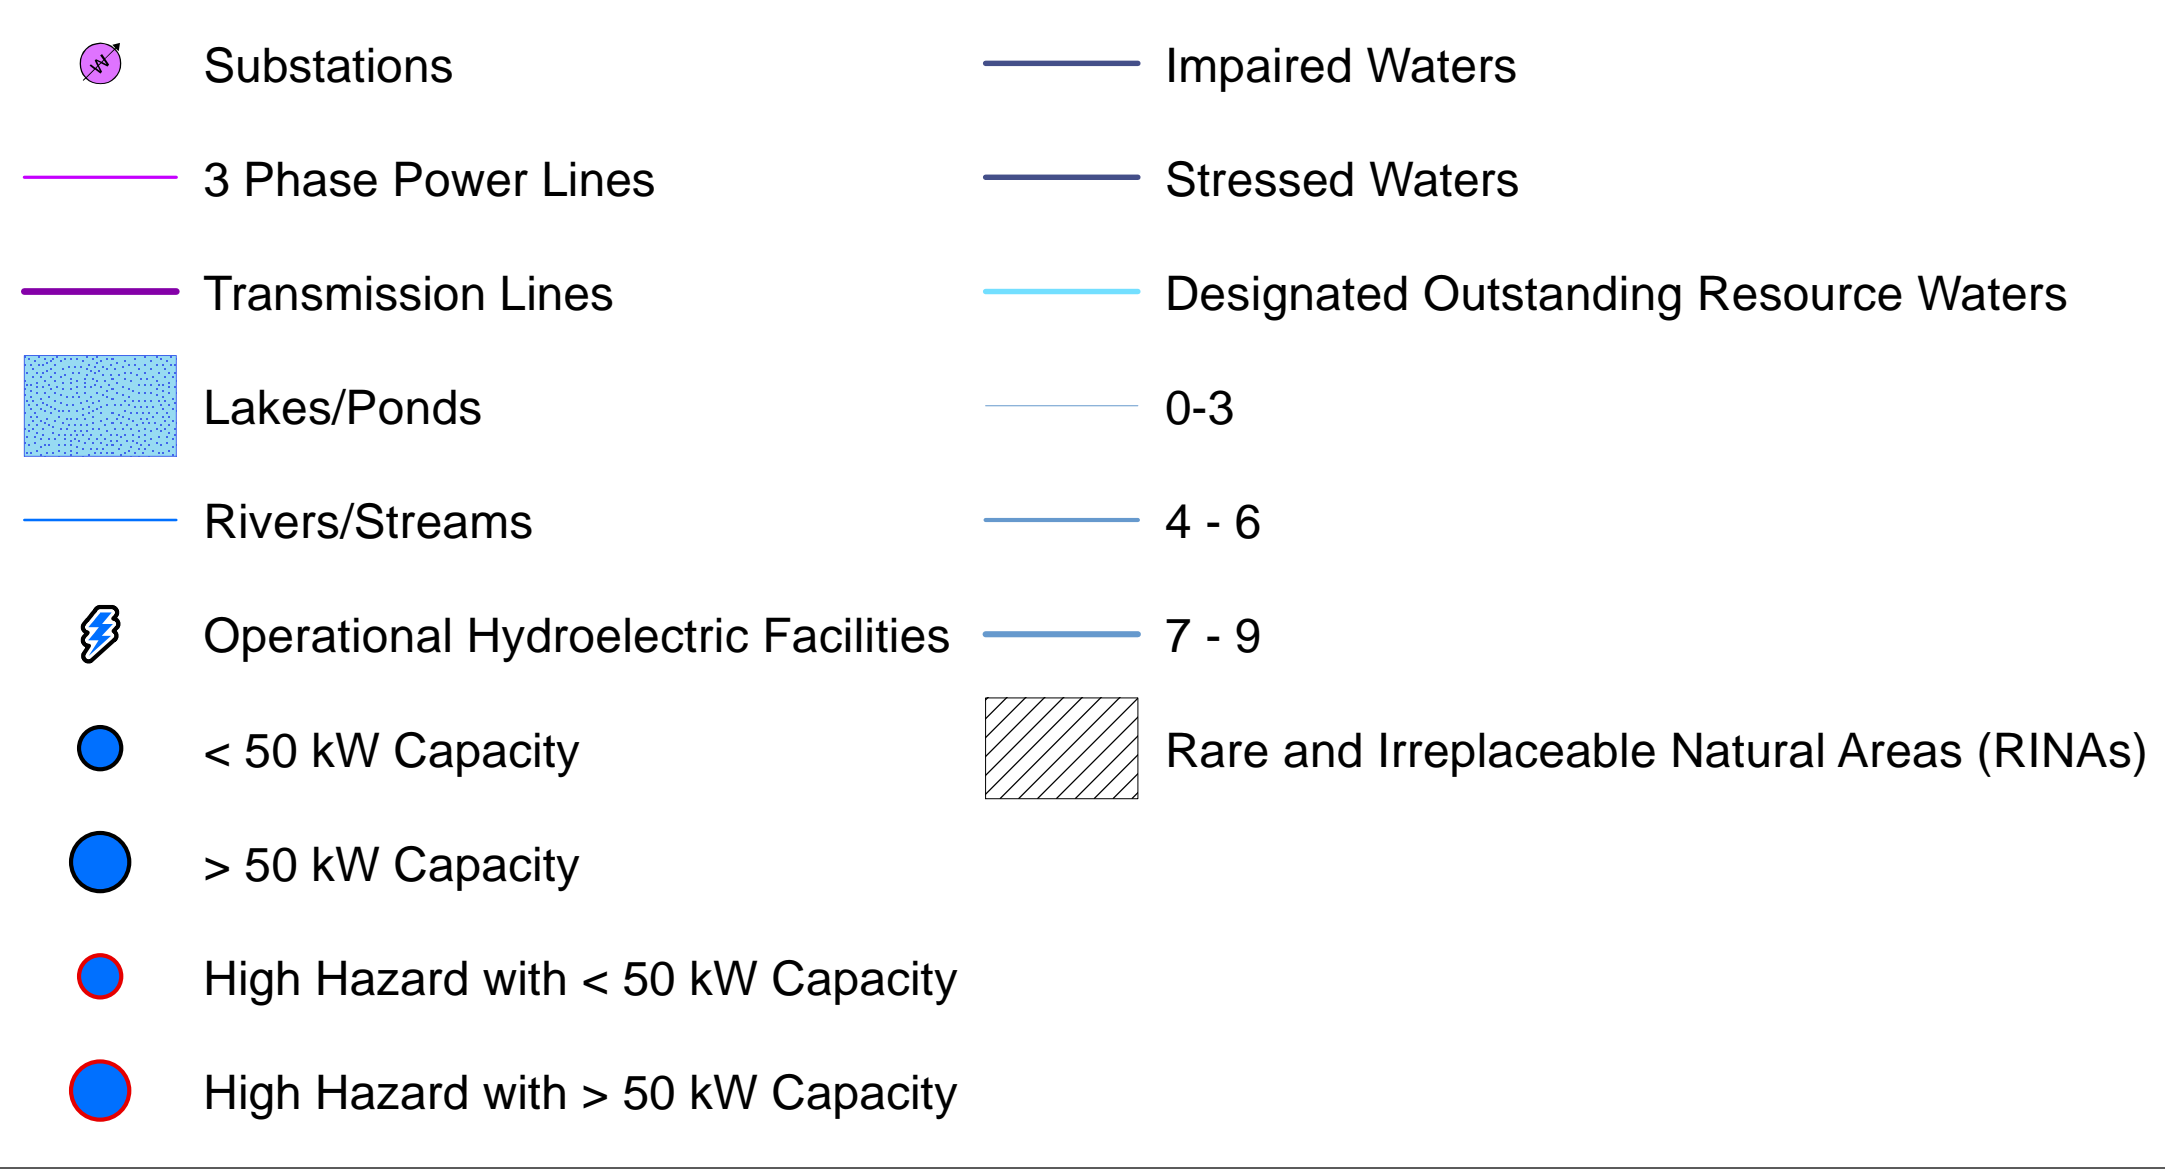 Substations
3 Phase Power Lines
Transmission Lines
Lakes/Ponds
Rivers/Streams
Operational Hydroelectric Facilities
< 50 kW Capacity
> 50 kW Capacity
High Hazard with < 50 kW Capacity
High Hazard with > 50 kW Capacity
Impaired Waters
Stressed Waters
Designated Outstanding Resource Waters
0-3
4 - 6
7 - 9
Rare and Irreplaceable Natural Areas (RINAs)